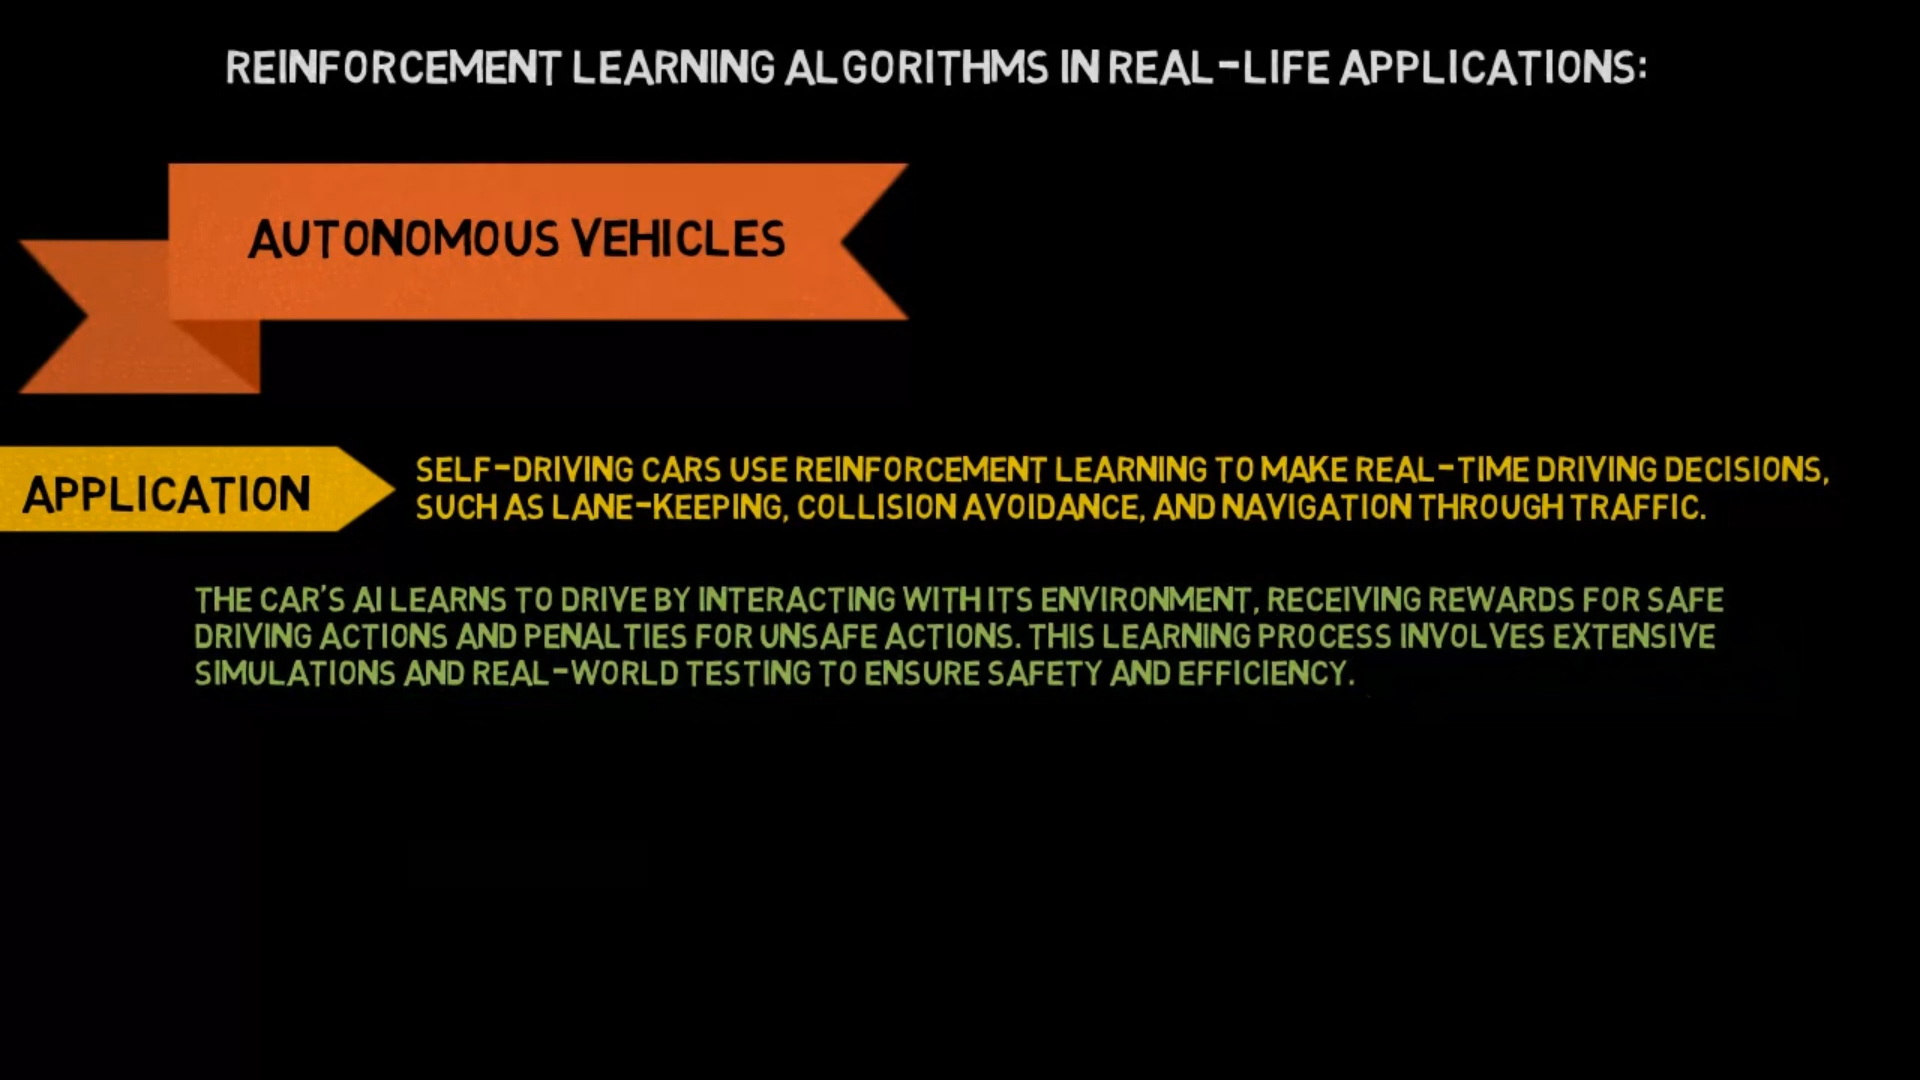 REINFORCEMENT LEARNING ALGORITHMS IN REAL-LIFE APPLICATIONS:
AUTONOMOUS VEHICLES
APPLICATION
SELF-DRIVING CARS USE REINFORCEMENT LEARNING TO MAKE REAL-TIME DRIVING DECISIONS,
SUCH AS LANE-KEEPING, COLLISION AVOIDANCE, AND NAVIGATION THROUGH TRAFFIC.
THE CAR'S AI LEARNS TO DRIVE BY INTERACTING WITH ITS ENVIRONMENT, RECEIVING REWARDS FOR SAFE
DRIVING ACTIONS AND PENALTIES FOR UNSAFE ACTIONS. THIS LEARNING PROCESS INVOLVES EXTENSIVE
SIMULATIONS AND REAL-WORLD TESTING TO ENSURE SAFETY AND EFFICIENCY.